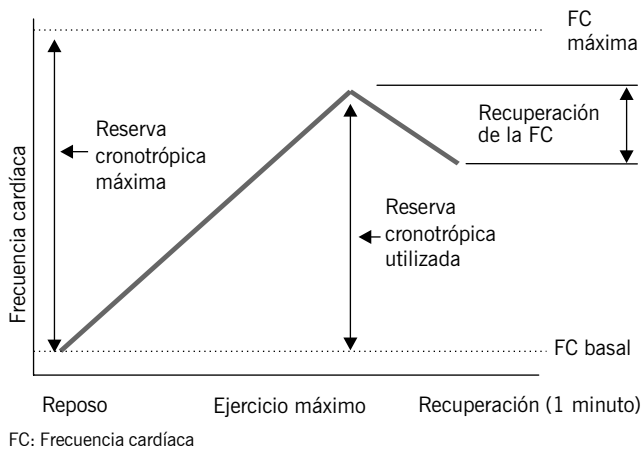 FC
máxima
Reserva
cronotrópica
máxima
Recuperación
de la FC
Reserva
cronotrópica
utilizada
Frecuencia cardíaca
FC basal
Reposo
Ejercicio máximo
Recuperación (1 minuto)
FC: Frecuencia cardíaca